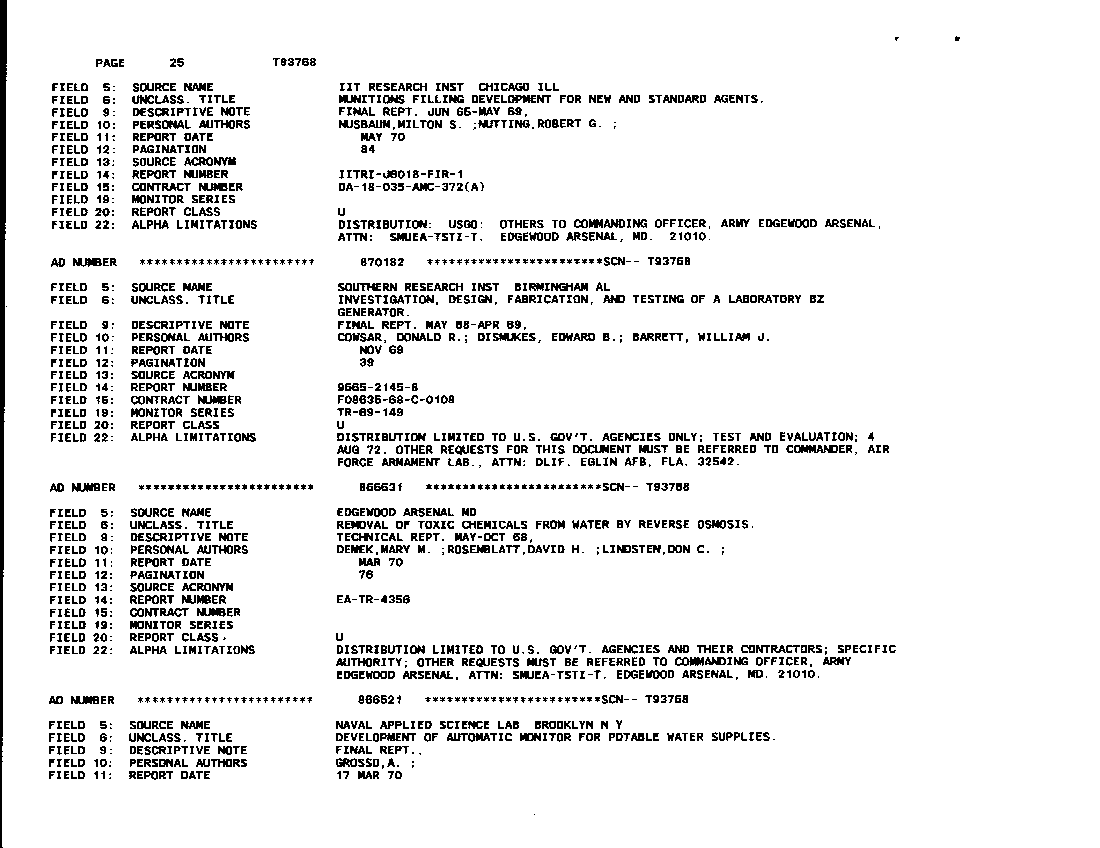 PAGE 25 T93768
FIELD 5: SOURCE NAME IIT RESEARCH INST CHICAGO ILL
FIELD 6: UNCLASS. TITLE MUNITIONS FILLING DEVELOPMENT FOR NEW AND STANDARD AGENTS.
FIELD 9: DESCRIPTIVE NOTE FINAL REPT. JUN 65-MAY 69,
FIELD 10: PERSONAL AUTHORS NUSBAUM,MILTON S. ;NUTTING,ROBERT G. ;
FIELD 11: REPORT DATE MAY 70
FIELD 12: PAGINATION 84
FIELD 13: SOURCE ACRONYM
FIELD 14: REPORT NUMBER IITRI-J6018-FIR-1
FIELD 15: CONTRACT NUMBER DA-18-035-AMC-372(A)
FIELD 19: MONITOR SERIES
FIELD 20: REPORT CLASS U
FIELD 22: ALPHA LIMITATIONS DISTRIBUTION: USGO: OTHERS TO COMMANDING OFFICER, ARMY EDGEWOOD ARSENAL,
ATTN: SMUEA-TSTI-T. EDGEWOOD ARSENAL, MD. 21010.
AD NUMBER ************************ 870182 ************************SCN-- T93768
FIELD 5: SOURCE NAME SOUTHERN RESEARCH INST BIRMINGHAM AL
FIELD 6: UNCLASS. TITLE INVESTIGATION, DESIGN, FABRICATION, AND TESTING OF A LABORATORY BZ
GENERATOR.
FIELD 9: DESCRIPTIVE NOTE FINAL REPT. MAY 68-APR 69,
FIELD 10: PERSONAL AUTHORS COWSAR, DONALD R.; DISMUKES, EDWARD B.; BARRETT, WILLIAM J.
FIELD 11: REPORT DATE NOV 69
FIELD 12: PAGINATION 39
FIELD 13: SOURCE ACRONYM
FIELD 14: REPORT NUMBER 9665-2145-8
FIELD 15: CONTRACT NUMBER F08635-68-C-0108
FIELD 19: MONITOR SERIES TR-69-149
FIELD 20: REPORT CLASS U
FIELD 22: ALPHA LIMITATIONS DISTRIBUTION LIMITED TO U.S. GOV'T. AGENCIES ONLY; TEST AND EVALUATION; 4
AUG 72. OTHER REQUESTS FOR THIS DOCUMENT MUST BE REFERRED TO COMMANDER, AIR
FORCE ARMAMENT LAB., ATTN: DLIF. EGLIN AFB, FLA. 32542.
AD NUMBER ************************ 866631 ************************SCN-- T93768
FIELD 5: SOURCE NAME EDGEWOOD ARSENAL MD
FIELD 6: UNCLASS. TITLE REMOVAL OF TOXIC CHEMICALS FROM WATER BY REVERSE OSMOSIS.
FIELD 9: DESCRIPTIVE NOTE TECHNICAL REPT. MAY-OCT 68,
FIELD 10: PERSONAL AUTHORS DEMEK,MARY M. ;ROSENBLATT,DAVID H. ;LINDSTEN,DON C. ;
FIELD 11: REPORT DATE MAR 70
FIELD 12: PAGINATION 76
FIELD 13: SOURCE ACRONYM
FIELD 14: REPORT NUMBER EA-TR-4356
FIELD 15: CONTRACT NUMBER
FIELD 19: MONITOR SERIES
FIELD 20: REPORT CLASS U
FIELD 22: ALPHA LIMITATIONS DISTRIBUTION LIMITED TO U.S. GOV'T. AGENCIES AND THEIR CONTRACTORS; SPECIFIC
AUTHORITY; OTHER REQUESTS MUST BE REFERRED TO COMMANDING OFFICER, ARMY
EDGEWOOD ARSENAL, ATTN: SMUEA-TSTI-T. EDGEWOOD ARSENAL, MD. 21010.
AD NUMBER ************************ 866521 ************************SCN-- T93768
FIELD 5: SOURCE NAME NAVAL APPLIED SCIENCE LAB BROOKLYN N Y
FIELD 6: UNCLASS. TITLE DEVELOPMENT OF AUTOMATIC MONITOR FOR POTABLE WATER SUPPLIES.
FIELD 9: DESCRIPTIVE NOTE FINAL REPT.,
FIELD 10: PERSONAL AUTHORS GROSSO,A. ;
FIELD 11: REPORT DATE 17 MAR 70